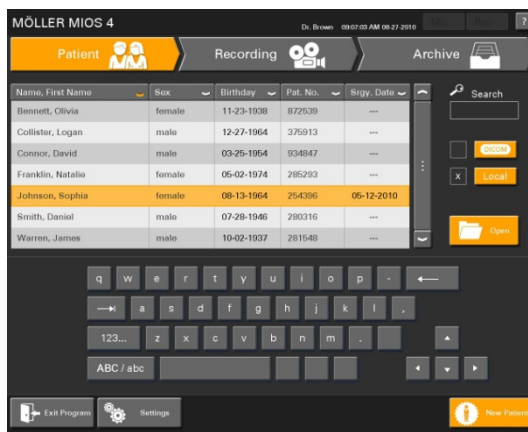 MÖLLER MIOS 4 Dr. Brown 09:07:03 AM 08-27-2010 ?
Patient Recording Archive
Name, First Name Sex Birthday Pat. No. Srgy. Date Search
Bennett, Olivia female 11-23-1938 872539 ---
Collister, Logan male 12-27-1964 375913 ---
Connor, David male 03-25-1954 934847 --- DICOM
Franklin, Natalie female 05-02-1974 285293 --- x Local
Johnson, Sophia female 08-13-1964 254396 05-12-2010
Smith, Daniel male 07-28-1946 280316 ---
Warren, James male 10-02-1937 281548 --- Open
q w e r t y u i o p -
a s d f g h j k l ,
123... z x c v b n m .
ABC / abc
Exit Program Settings New Patient